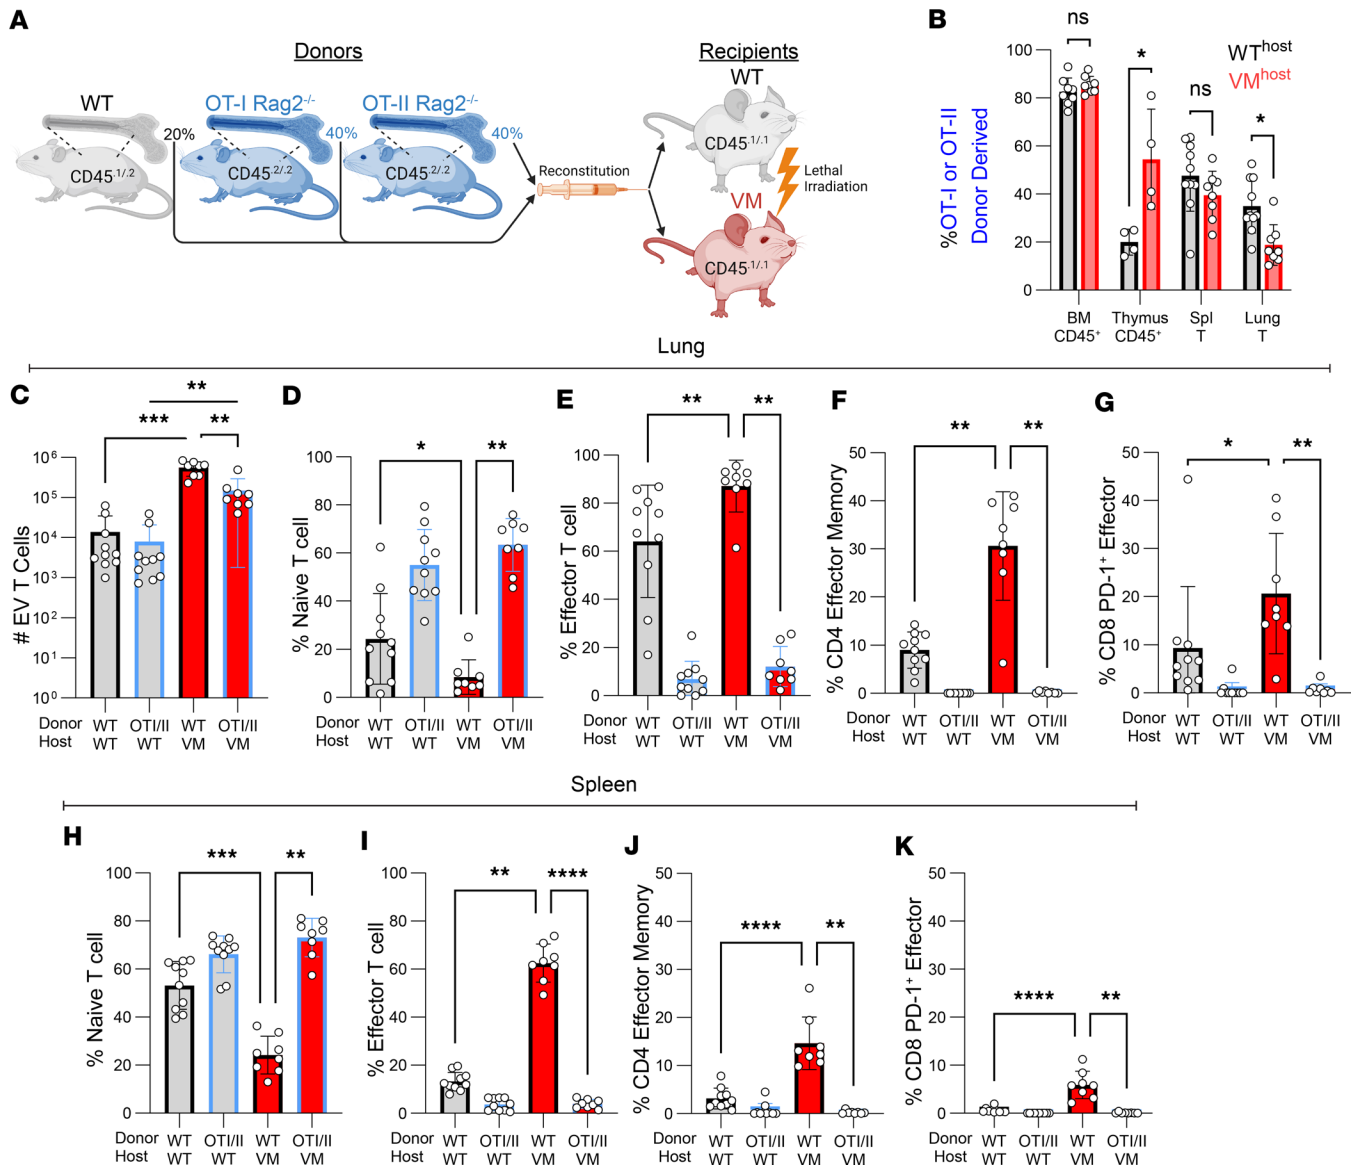 A
Donors
Recipients
WT
OT-I Rag2-/-
OT-II Rag2-/-
WT
20%
40%
40%
CD45.1/.2
CD45.2/.2
CD45.2/.2
CD45.1/.1
Reconstitution
Lethal
Irradiation
VM
CD45.1/.1
B
ns
*
ns
*
WThost
VMhost
%OT-I or OT-II
Donor Derived
100
80
60
40
20
0
BM
CD45+
Thymus
CD45+
Spl
T
Lung
T
Lung
C
**
***
**
# EV T Cells
10⁶
10⁵
10⁴
10³
10²
10¹
10⁰
Donor WT OTI/II WT OTI/II
Host WT WT VM VM
D
*
**
% Naive T cell
100
80
60
40
20
0
WT OTI/II WT OTI/II
WT WT VM VM
E
**
**
% Effector T cell
100
80
60
40
20
0
Donor WT OTI/II WT OTI/II
Host WT WT VM VM
F
**
**
% CD4 Effector Memory
50
40
30
20
10
0
Donor WT OTI/II WT OTI/II
Host WT WT VM VM
G
*
**
% CD8 PD-1+ Effector
50
40
30
20
10
0
Donor WT OTI/II WT OTI/II
Host WT WT VM VM
Spleen
H
***
**
% Naive T cell
100
80
60
40
20
0
Donor WT OTI/II WT OTI/II
Host WT WT VM VM
I
**
****
% Effector T cell
100
80
60
40
20
0
Donor WT OTI/II WT OTI/II
Host WT WT VM VM
J
****
**
% CD4 Effector Memory
50
40
30
20
10
0
Donor WT OTI/II WT OTI/II
Host WT WT VM VM
K
****
**
% CD8 PD-1+ Effector
50
40
30
20
10
0
Donor WT OTI/II WT OTI/II
Host WT WT VM VM